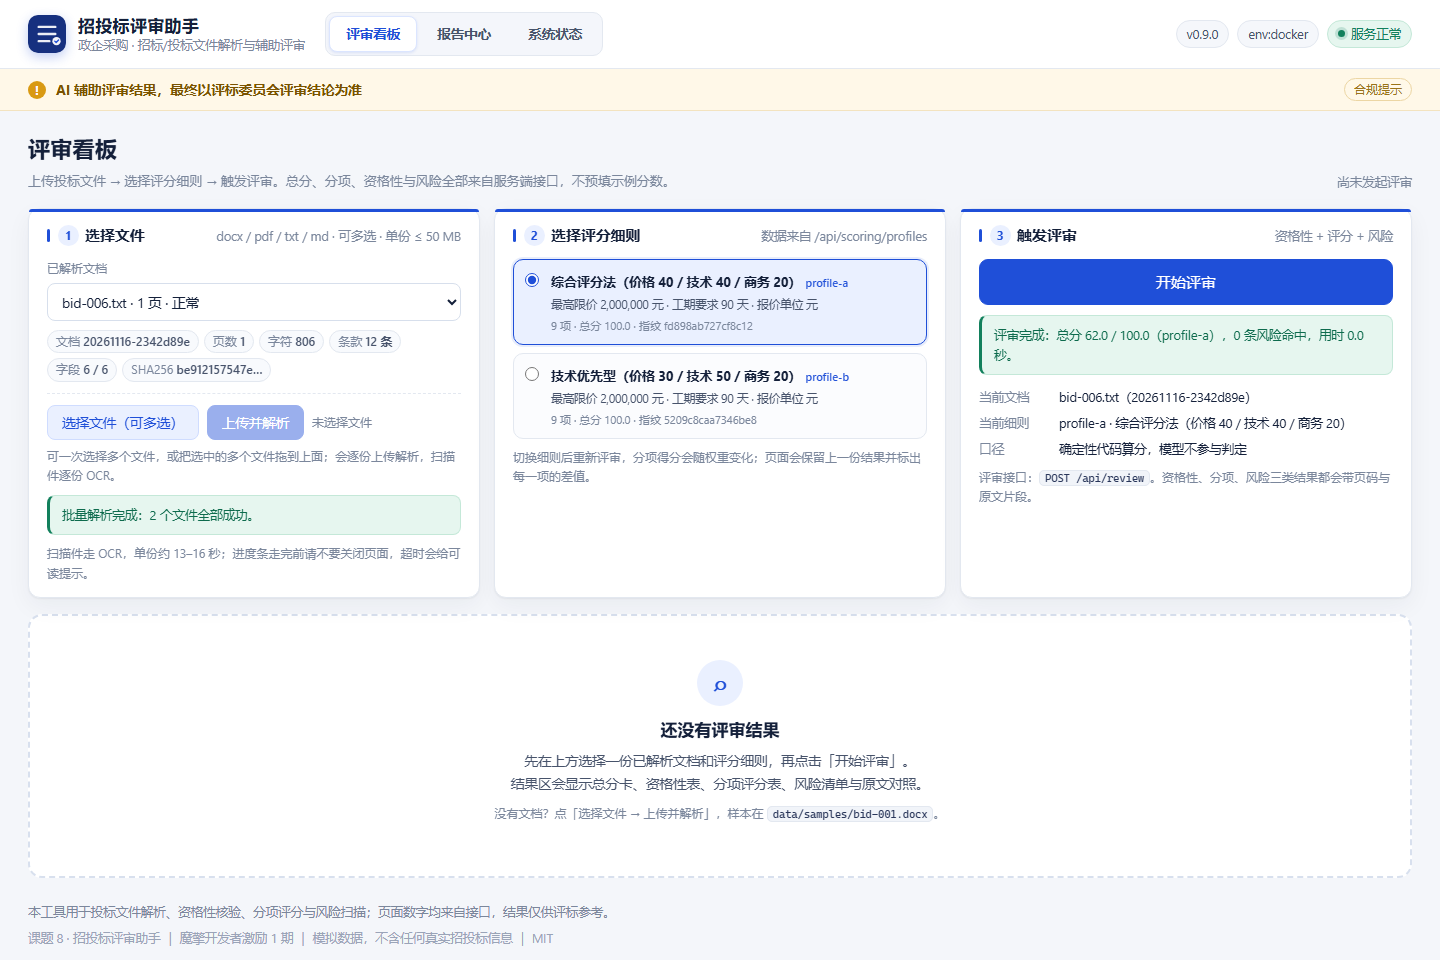 招投标评审助手
政企采购 · 招标/投标文件解析与辅助评审
评审看板
报告中心
系统状态
v0.9.0
env:docker
服务正常
AI 辅助评审结果，最终以评标委员会评审结论为准
合规提示
评审看板
上传投标文件 → 选择评分细则 → 触发评审。总分、分项、资格性与风险全部来自服务端接口，不预填示例分数。
尚未发起评审
1 选择文件
docx / pdf / txt / md · 可多选 · 单份 ≤ 50 MB
已解析文档
bid-006.txt · 1 页 · 正常
文档 20261116-2342d89e
页数 1
字符 806
条款 12 条
字段 6 / 6
SHA256 be912157547e…
选择文件（可多选）
上传并解析
未选择文件
可一次选择多个文件，或把选中的多个文件拖到上面；会逐份上传解析，扫描
件逐份 OCR。
批量解析完成：2 个文件全部成功。
扫描件走 OCR，单份约 13–16 秒；进度条走完前请不要关闭页面，超时会给可
读提示。
2 选择评分细则
数据来自 /api/scoring/profiles
综合评分法（价格 40 / 技术 40 / 商务 20） profile-a
最高限价 2,000,000 元 · 工期要求 90 天 · 报价单位 元
9 项 · 总分 100.0 · 指纹 fd898ab727cf8c12
技术优先型（价格 30 / 技术 50 / 商务 20） profile-b
最高限价 2,000,000 元 · 工期要求 90 天 · 报价单位 元
9 项 · 总分 100.0 · 指纹 5209c8caa7346be8
切换细则后重新评审，分项得分会随权重变化；页面会保留上一份结果并标出
每一项的差值。
3 触发评审
资格性 + 评分 + 风险
开始评审
评审完成：总分 62.0 / 100.0（profile-a），0 条风险命中，用时 0.0
秒。
当前文档 bid-006.txt（20261116-2342d89e）
当前细则 profile-a · 综合评分法（价格 40 / 技术 40 / 商务 20）
口径 确定性代码算分，模型不参与判定
评审接口： POST /api/review 。资格性、分项、风险三类结果都会带页码与
原文片段。
还没有评审结果
先在上方选择一份已解析文档和评分细则，再点击「开始评审」。
结果区会显示总分卡、资格性表、分项评分表、风险清单与原文对照。
没有文档？点「选择文件 → 上传并解析」，样本在 data/samples/bid-001.docx 。
本工具用于投标文件解析、资格性核验、分项评分与风险扫描；页面数字均来自接口，结果仅供评标参考。
课题 8 · 招投标评审助手 | 魔擎开发者激励 1 期 | 模拟数据，不含任何真实招投标信息 | MIT